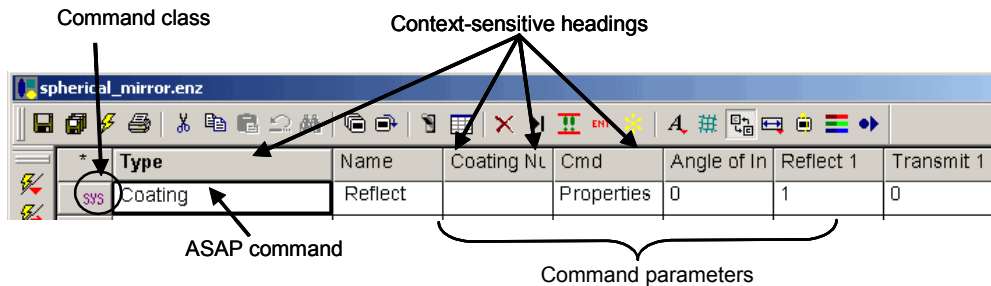 Command class
Context-sensitive headings
spherical_mirror.enz
* Type Name Coating Nu Cmd Angle of In Reflect 1 Transmit 1
SYS Coating Reflect Properties 0 1 0
ASAP command
Command parameters